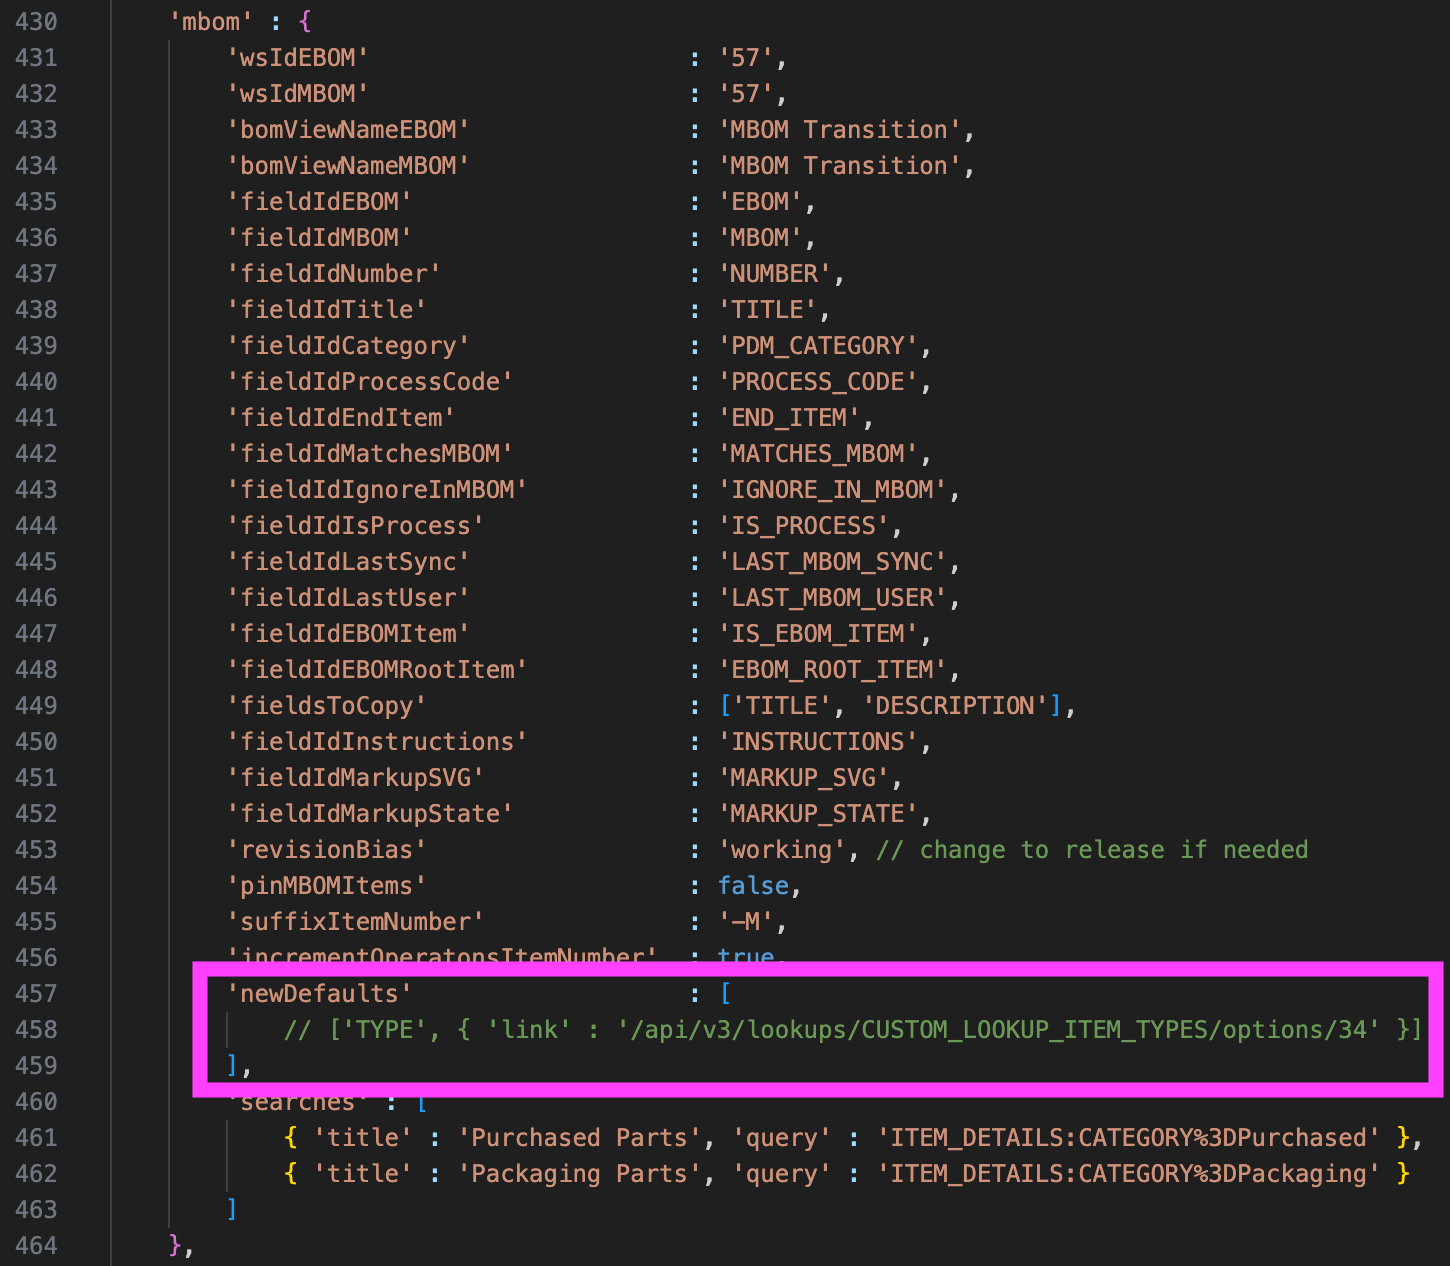 430 'mbom' : {
431 'wsIdEBOM' : '57',
432 'wsIdMBOM' : '57',
433 'bomViewNameEBOM' : 'MBOM Transition',
434 'bomViewNameMBOM' : 'MBOM Transition',
435 'fieldIdEBOM' : 'EBOM',
436 'fieldIdMBOM' : 'MBOM',
437 'fieldIdNumber' : 'NUMBER',
438 'fieldIdTitle' : 'TITLE',
439 'fieldIdCategory' : 'PDM_CATEGORY',
440 'fieldIdProcessCode' : 'PROCESS_CODE',
441 'fieldIdEndItem' : 'END_ITEM',
442 'fieldIdMatchesMBOM' : 'MATCHES_MBOM',
443 'fieldIdIgnoreInMBOM' : 'IGNORE_IN_MBOM',
444 'fieldIdIsProcess' : 'IS_PROCESS',
445 'fieldIdLastSync' : 'LAST_MBOM_SYNC',
446 'fieldIdLastUser' : 'LAST_MBOM_USER',
447 'fieldIdEBOMItem' : 'IS_EBOM_ITEM',
448 'fieldIdEBOMRootItem' : 'EBOM_ROOT_ITEM',
449 'fieldsToCopy' : ['TITLE', 'DESCRIPTION'],
450 'fieldIdInstructions' : 'INSTRUCTIONS',
451 'fieldIdMarkupSVG' : 'MARKUP_SVG',
452 'fieldIdMarkupState' : 'MARKUP_STATE',
453 'revisionBias' : 'working', // change to release if needed
454 'pinMBOMItems' : false,
455 'suffixItemNumber' : '-M',
456 'incrementOperatonsItemNumber' : true,
457 'newDefaults' : [
458 // ['TYPE', { 'link' : '/api/v3/lookups/CUSTOM_LOOKUP_ITEM_TYPES/options/34' }]
459 ],
460 'searches' : [
461 { 'title' : 'Purchased Parts', 'query' : 'ITEM_DETAILS:CATEGORY%3DPurchased' },
462 { 'title' : 'Packaging Parts', 'query' : 'ITEM_DETAILS:CATEGORY%3DPackaging' }
463 ]
464 },